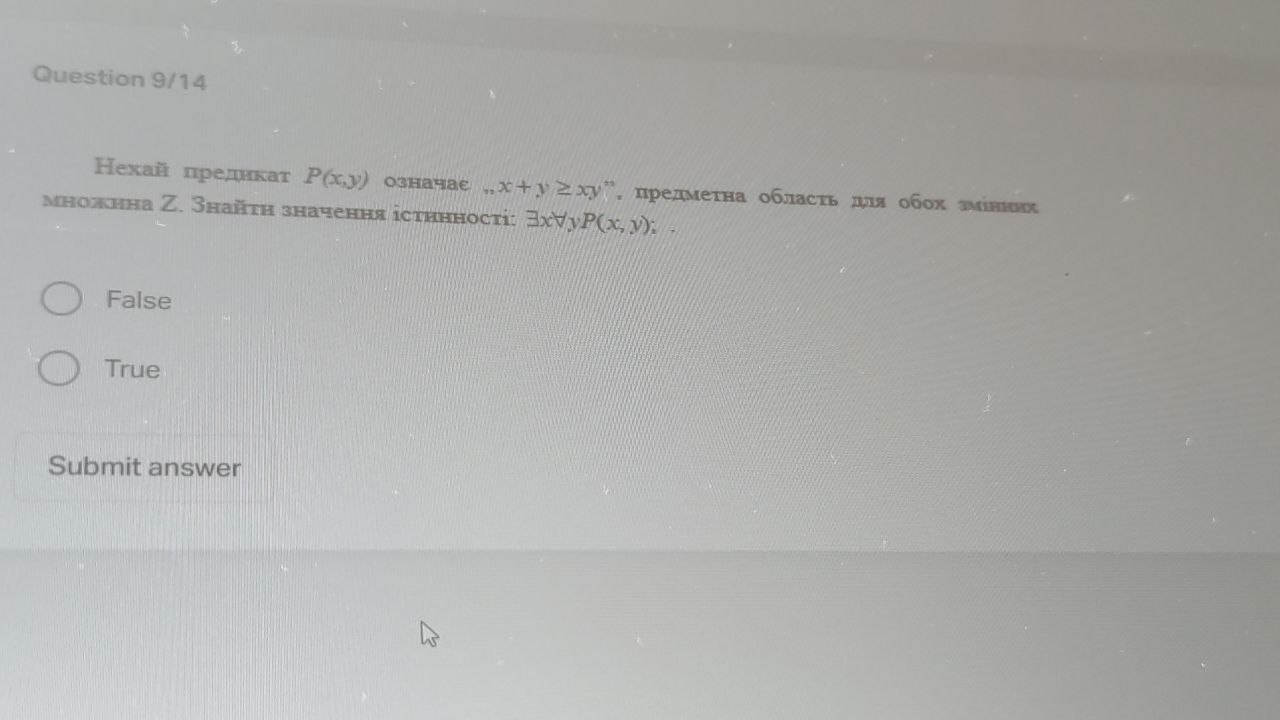 Question 9/14
Нехай предикат P(x,y) означає „x+y ≥ xy”, предметна область для обох змінних
множина Z. Знайти значення істинності: ∃x∀yP(x, y); .
False
True
Submit answer